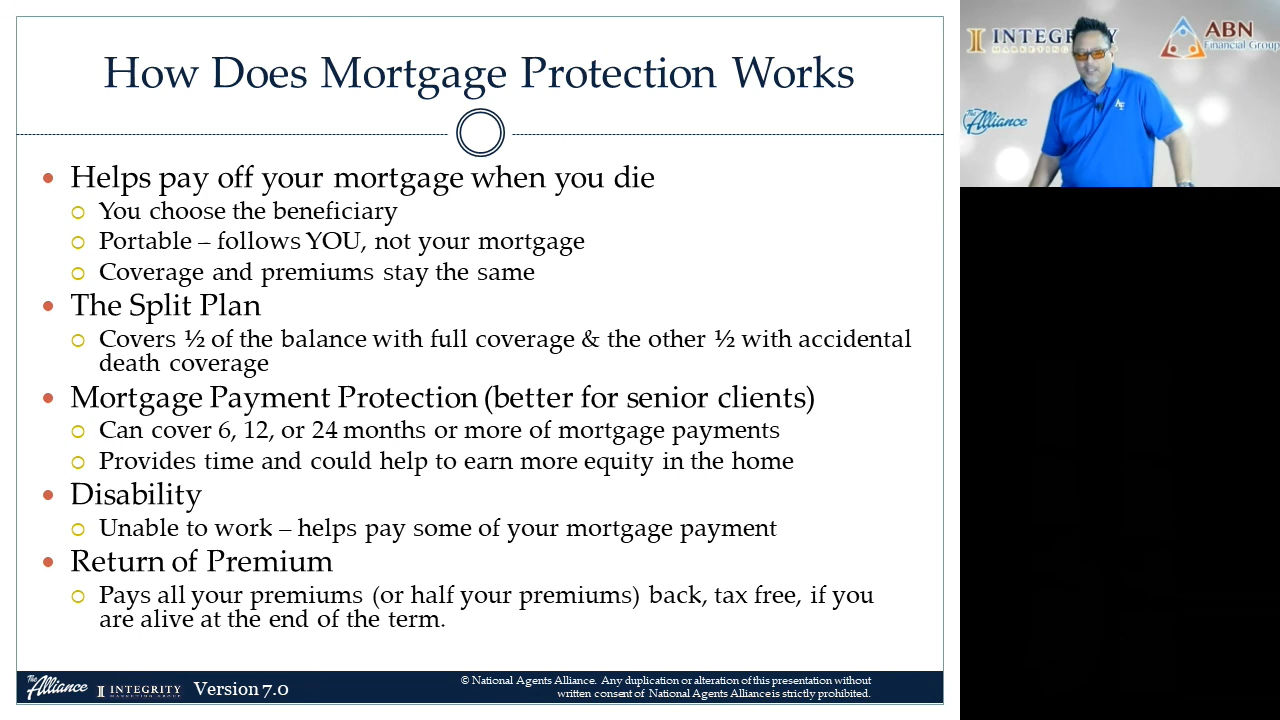 How Does Mortgage Protection Works
Helps pay off your mortgage when you die
You choose the beneficiary
Portable – follows YOU, not your mortgage
Coverage and premiums stay the same
The Split Plan
Covers ½ of the balance with full coverage & the other ½ with accidental
death coverage
Mortgage Payment Protection (better for senior clients)
Can cover 6, 12, or 24 months or more of mortgage payments
Provides time and could help to earn more equity in the home
Disability
Unable to work – helps pay some of your mortgage payment
Return of Premium
Pays all your premiums (or half your premiums) back, tax free, if you
are alive at the end of the term.
The Alliance
INTEGRITY
MARKETING GROUP
Version 7.0
© National Agents Alliance. Any duplication or alteration of this presentation without
written consent of National Agents Alliance is strictly prohibited.
ABN
Financial Group
The Alliance